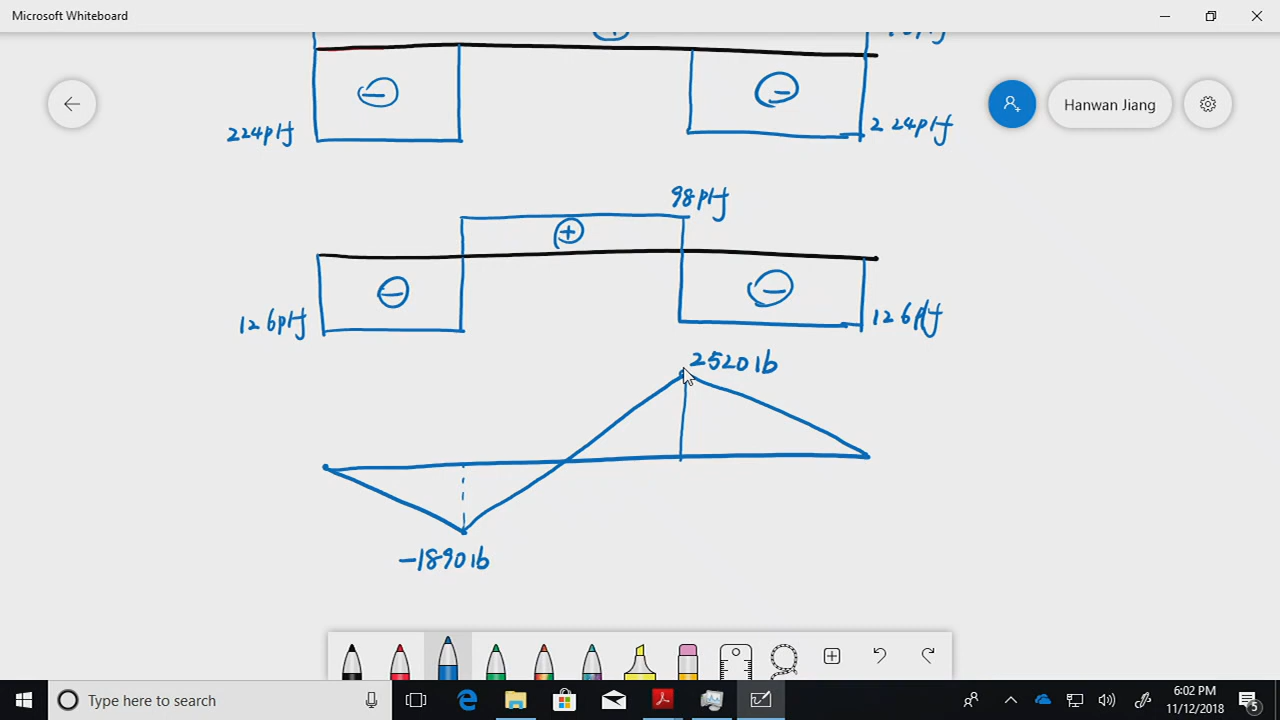 Microsoft Whiteboard
Hanwan Jiang
224plf
224plf
98plf
126plf
126plf
2520lb
-1890lb
Type here to search
6:02 PM
11/12/2018
5